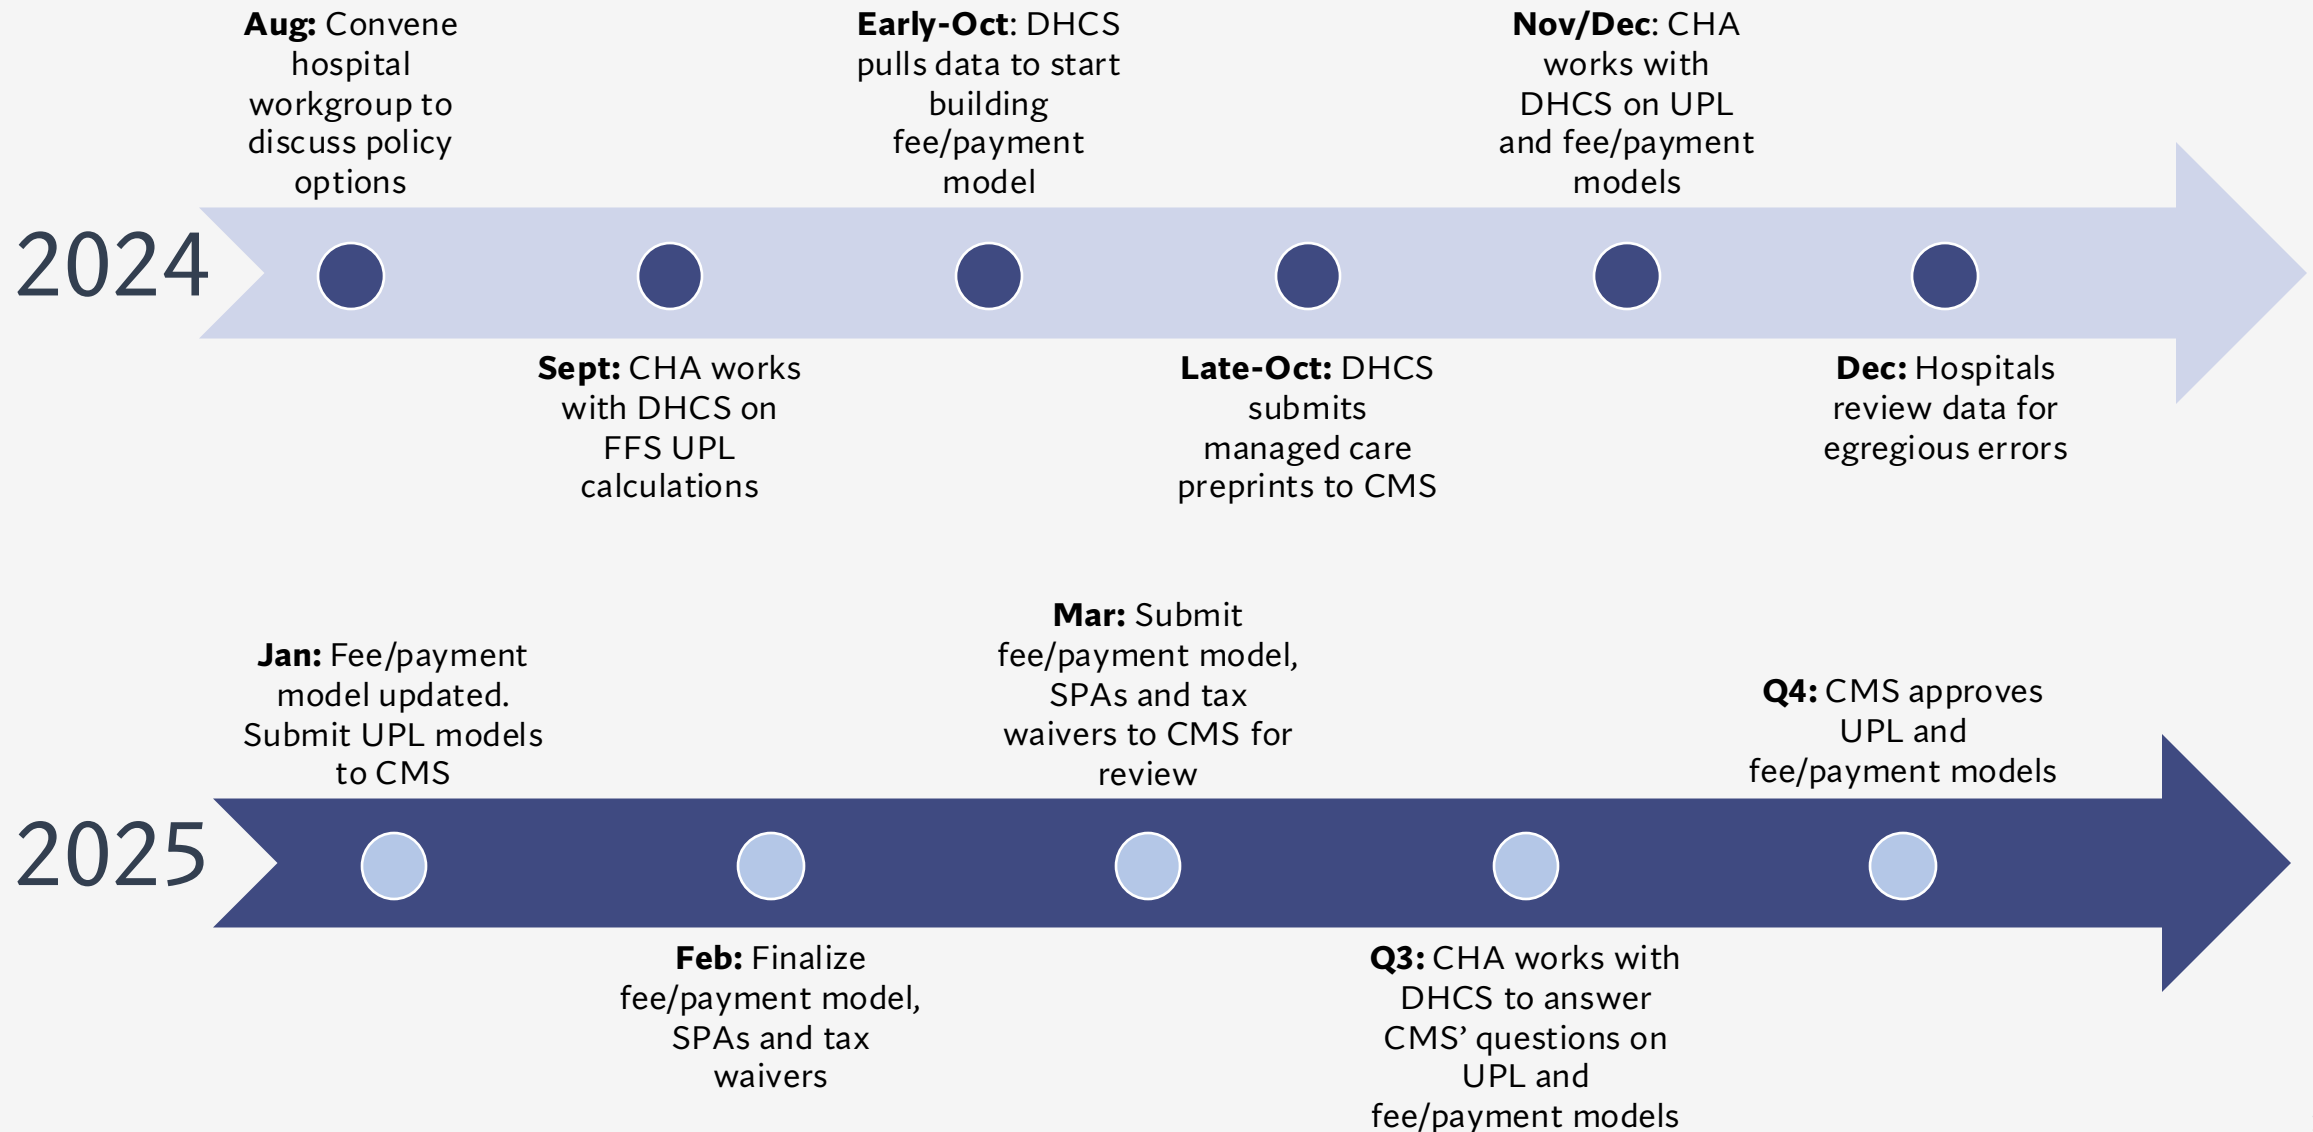 Aug: Convene
hospital
workgroup to
discuss policy
options
Early-Oct: DHCS
pulls data to start
building
fee/payment
model
Nov/Dec: CHA
works with
DHCS on UPL
and fee/payment
models
2024
Sept: CHA works
with DHCS on
FFS UPL
calculations
Late-Oct: DHCS
submits
managed care
preprints to CMS
Dec: Hospitals
review data for
egregious errors
Jan: Fee/payment
model updated.
Submit UPL models
to CMS
Mar: Submit
fee/payment model,
SPAs and tax
waivers to CMS for
review
Q4: CMS approves
UPL and
fee/payment models
2025
Feb: Finalize
fee/payment model,
SPAs and tax
waivers
Q3: CHA works with
DHCS to answer
CMS’ questions on
UPL and
fee/payment models